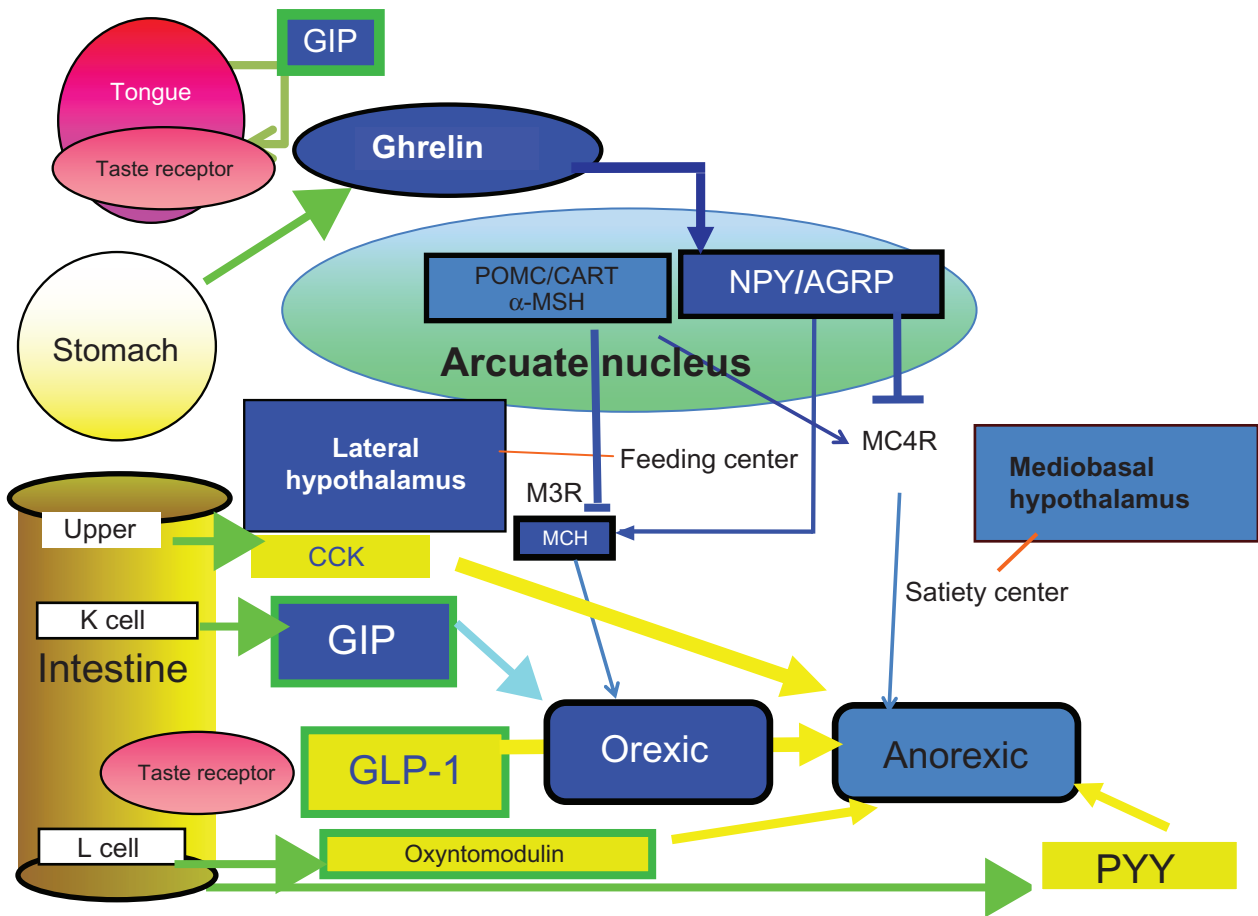 GIP
Tongue
Taste receptor
Ghrelin
POMC/CART
α-MSH
NPY/AGRP
Arcuate nucleus
Stomach
Lateral
hypothalamus
Feeding center
MC4R
Mediobasal
hypothalamus
M3R
MCH
Upper
CCK
Satiety center
K cell
GIP
Intestine
Orexic
Anorexic
Taste receptor
GLP-1
L cell
Oxyntomodulin
PYY